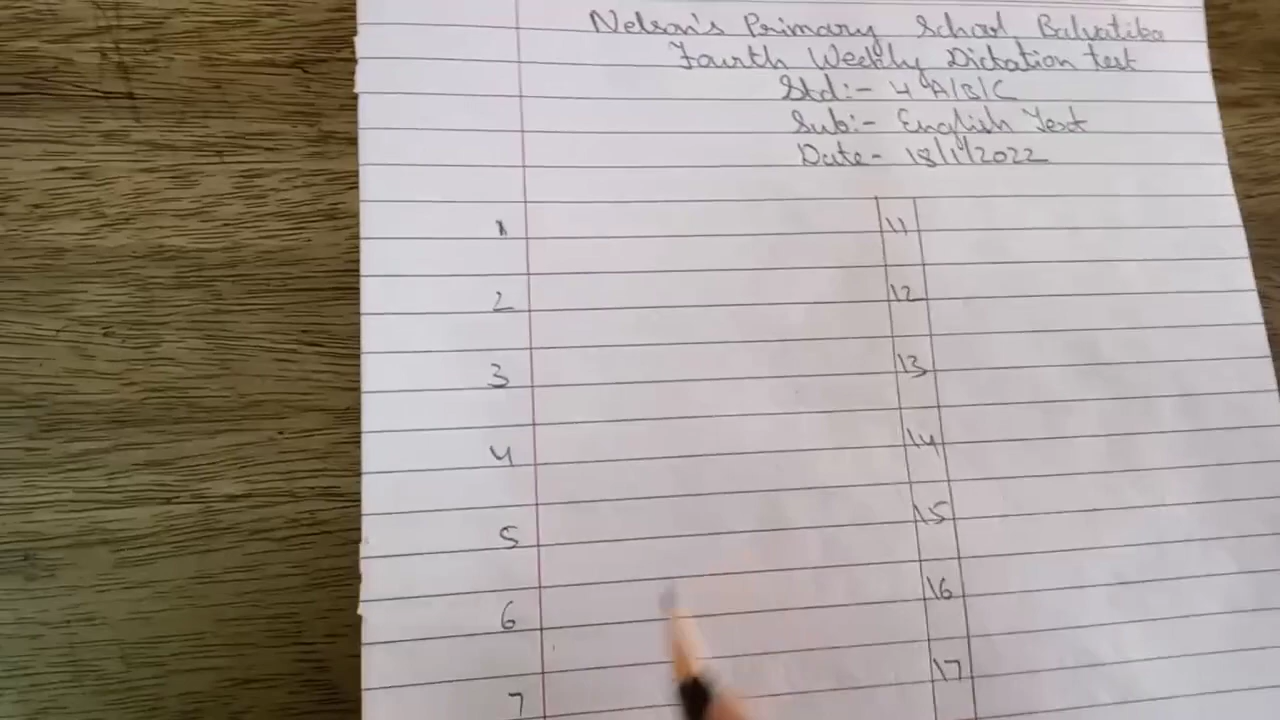 Nelson's Primary School, Balvatika
Fourth Weekly Dictation test
Std:- 4 A/B/C
Sub:- English Text
Date- 18/1/2022
1
11
2
12
3
13
4
14
5
15
6
16
7
17